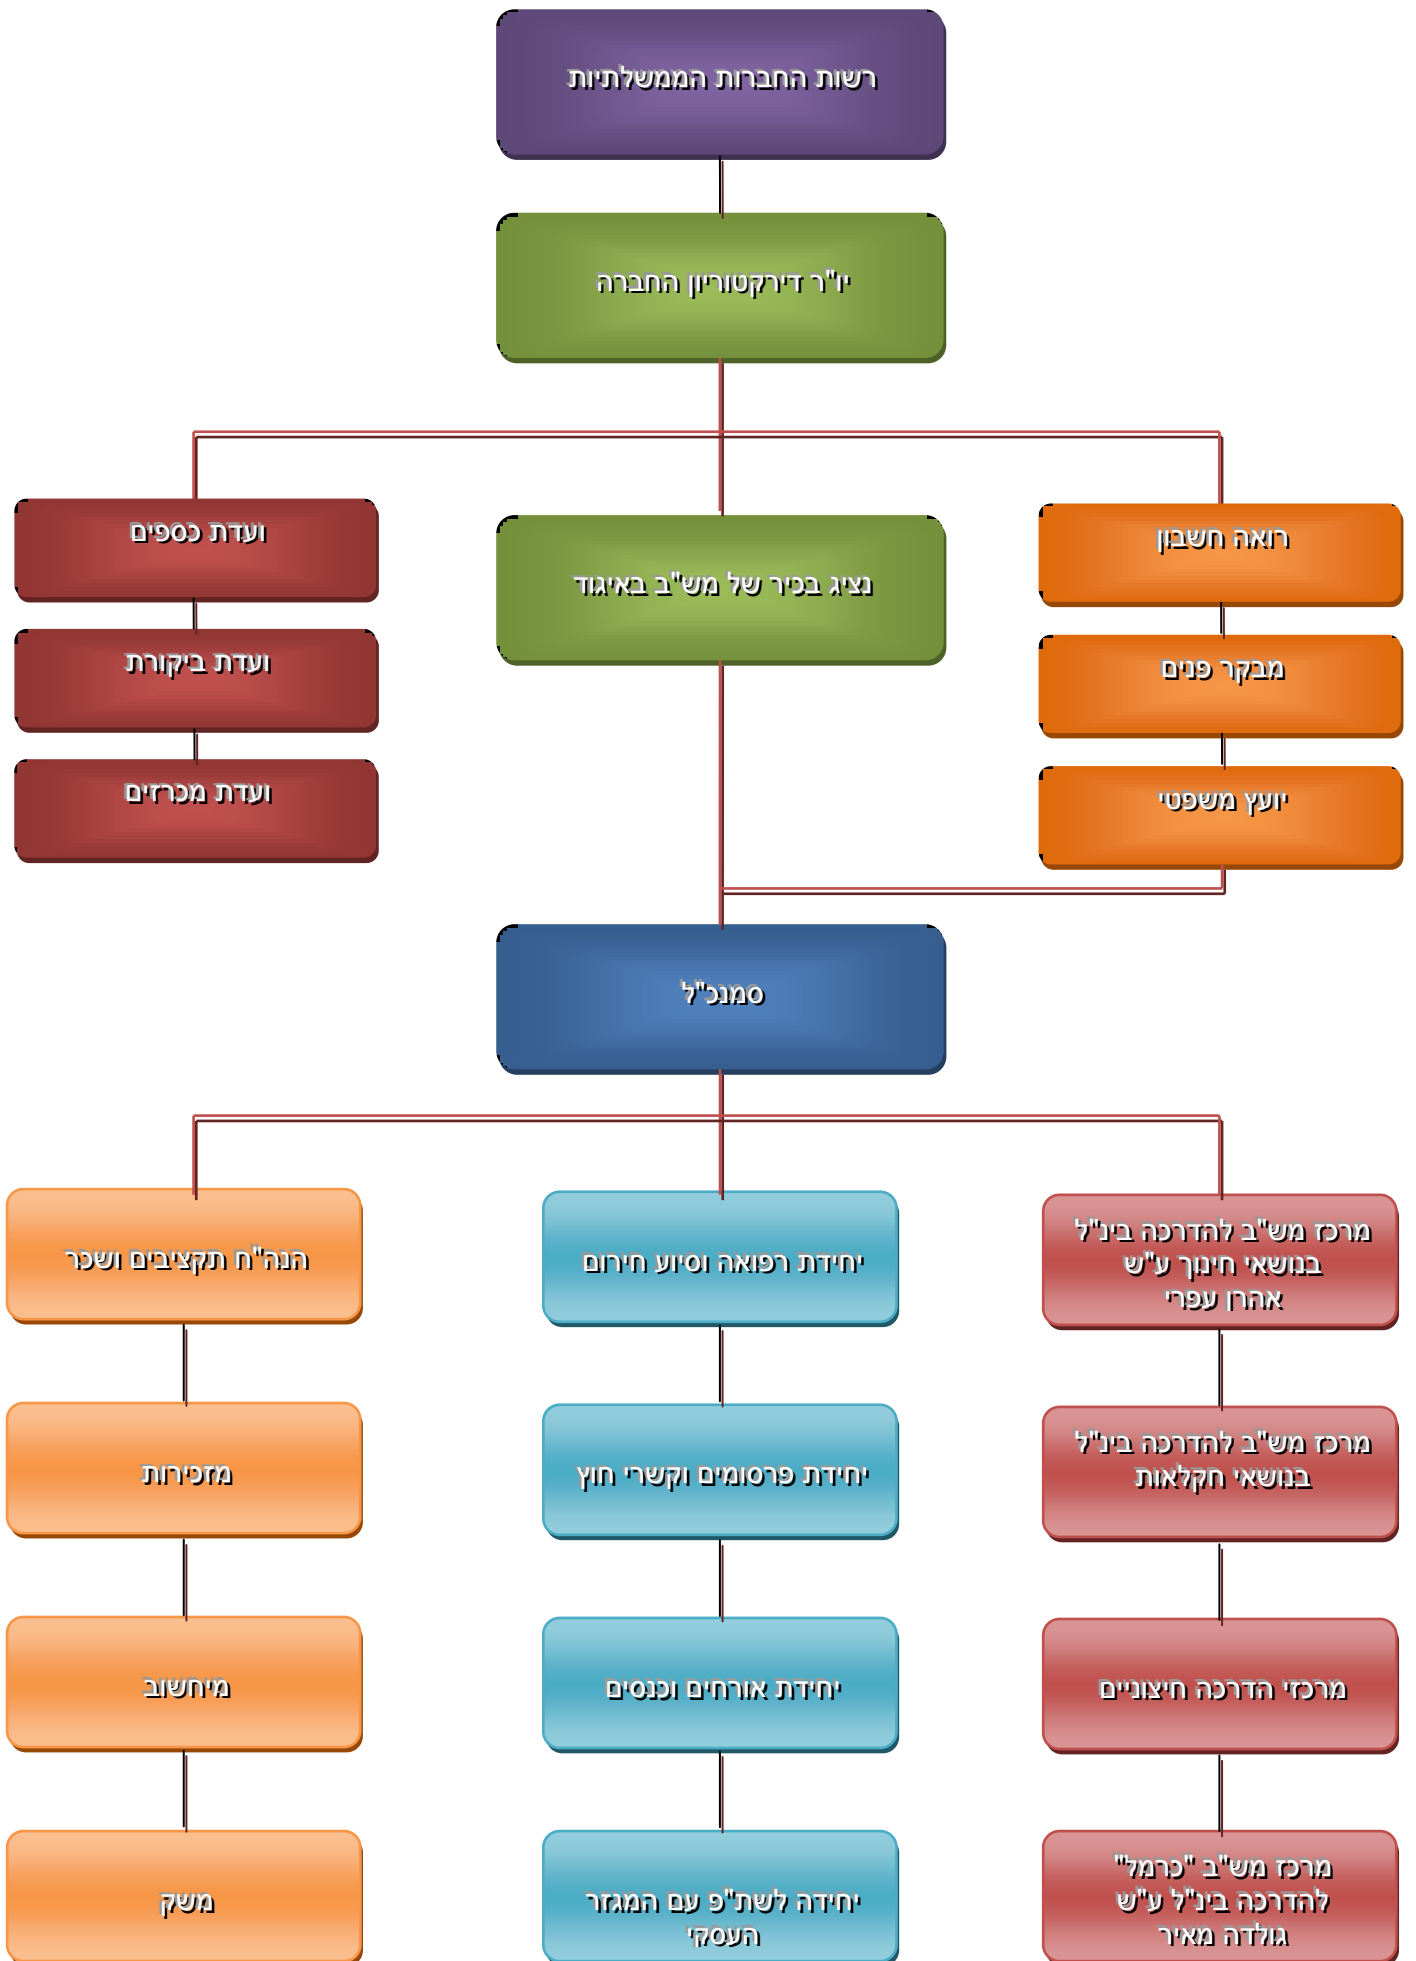 רשות החברות הממשלתיות
יו"ר דירקטוריון החברה
רואה חשבון
מבקר פנים
יועץ משפטי
נציג בכיר של מש"ב באיגוד
ועדת כספים
ועדת ביקורת
ועדת מכרזים
סמנכ"ל
מרכז מש"ב להדרכה בינ"ל
בנושאי חינוך ע"ש
אהרן עפרי
מרכז מש"ב להדרכה בינ"ל
בנושאי חקלאות
מרכזי הדרכה חיצוניים
מרכז מש"ב "כרמל"
להדרכה בינ"ל ע"ש
גולדה מאיר
יחידת רפואה וסיוע חירום
יחידת פרסומים וקשרי חוץ
יחידת אורחים וכנסים
יחידה לשת"פ עם המגזר
העסקי
הנה"ח תקציבים ושכר
מזכירות
מיחשוב
משק